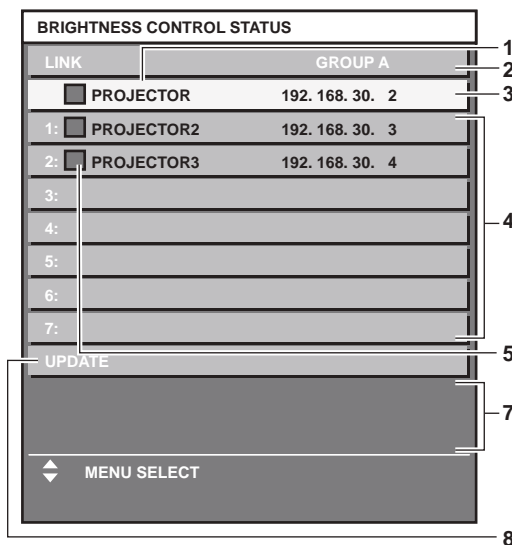 BRIGHTNESS CONTROL STATUS
LINK GROUP A
PROJECTOR 192. 168. 30. 2
1: PROJECTOR2 192. 168. 30. 3
2: PROJECTOR3 192. 168. 30. 4
3:
4:
5:
6:
7:
UPDATE
MENU SELECT
1
2
3
4
5
7
8